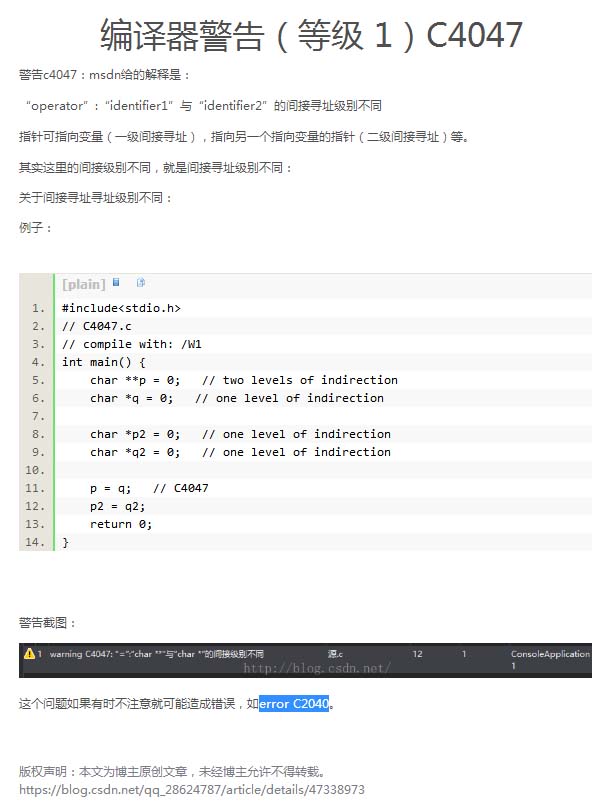 编译器警告（等级 1）C4047
警告c4047：msdn给的解释是：
“operator”:“identifier1”与“identifier2”的间接寻址级别不同
指针可指向变量（一级间接寻址），指向另一个指向变量的指针（二级间接寻址）等。
其实这里的间接级别不同，就是间接寻址级别不同：
关于间接寻址寻址级别不同：
例子：
[plain]
1. #include<stdio.h>
2. // C4047.c
3. // compile with: /W1
4. int main() {
5.     char **p = 0;   // two levels of indirection
6.     char *q = 0;   // one level of indirection
7.
8.     char *p2 = 0;   // one level of indirection
9.     char *q2 = 0;   // one level of indirection
10.
11.     p = q;   // C4047
12.     p2 = q2;
13.     return 0;
14. }
警告截图：
1 warning C4047: “=”:“char **”与“char *”的间接级别不同 源.c 12 1 ConsoleApplication
1
http://blog.csdn.net/
这个问题如果有时不注意就可能造成错误，如error C2040。
版权声明：本文为博主原创文章，未经博主允许不得转载。
https://blog.csdn.net/qq_28624787/article/details/47338973